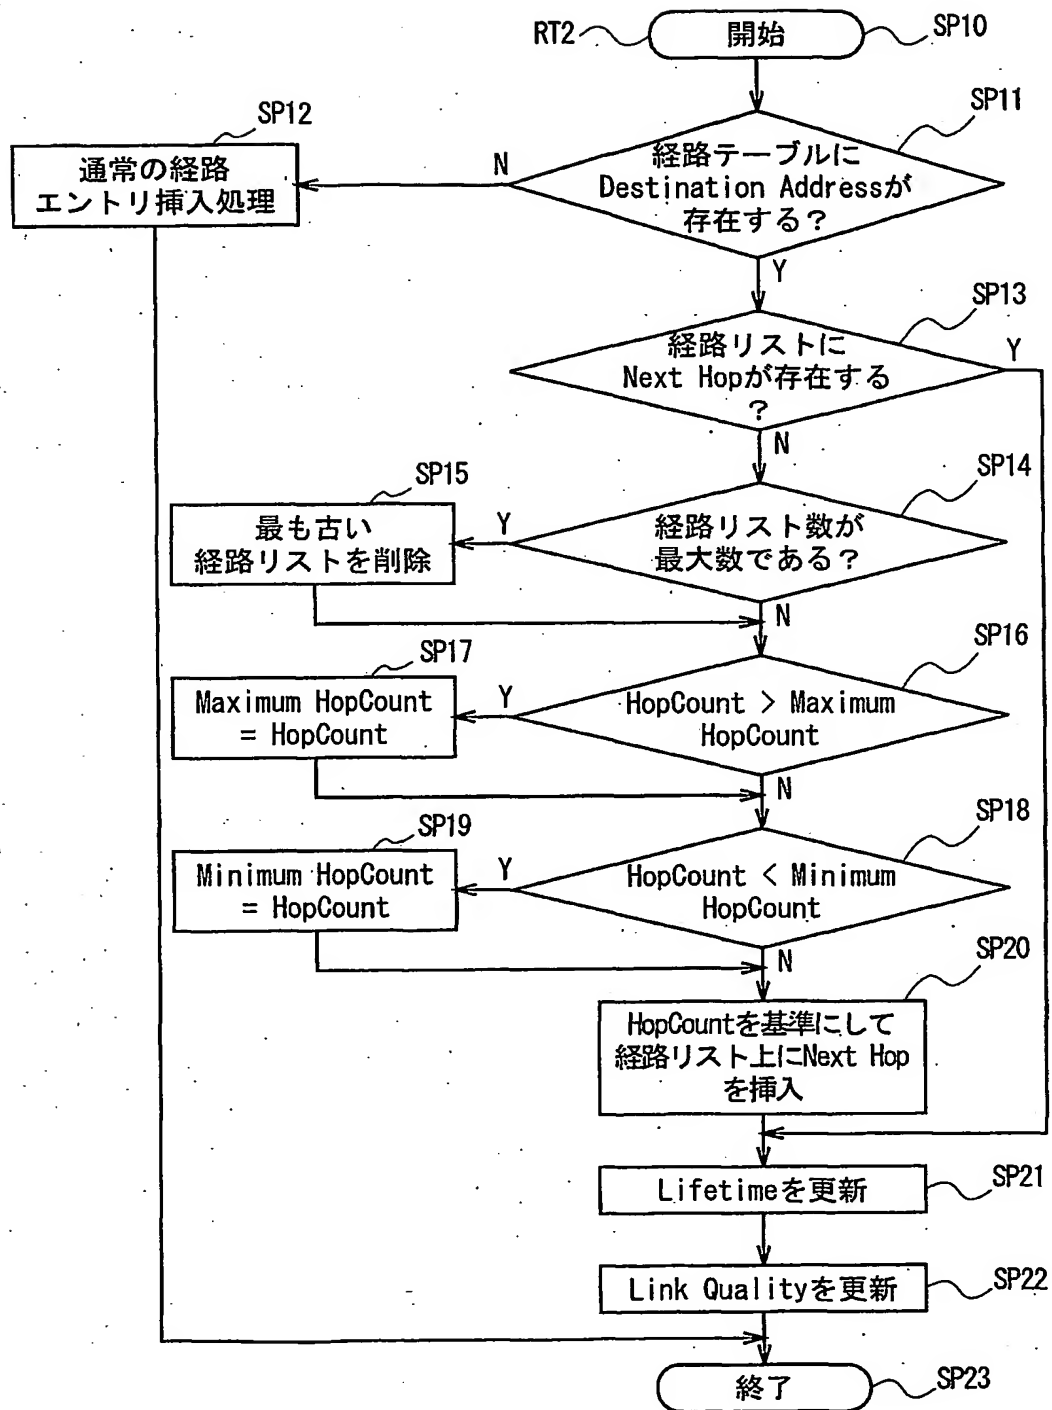 RT2
開始
SP10
SP11
経路テーブルに
Destination Addressが
存在する?
N
Y
SP12
通常の経路
エントリ挿入処理
SP13
経路リストに
Next Hopが存在する
?
Y
N
SP14
経路リスト数が
最大数である?
Y
N
SP15
最も古い
経路リストを削除
SP16
HopCount > Maximum
HopCount
Y
N
SP17
Maximum HopCount
= HopCount
SP18
HopCount < Minimum
HopCount
Y
N
SP19
Minimum HopCount
= HopCount
SP20
HopCountを基準にして
経路リスト上にNext Hop
を挿入
Lifetimeを更新
SP21
Link Qualityを更新
SP22
終了
SP23